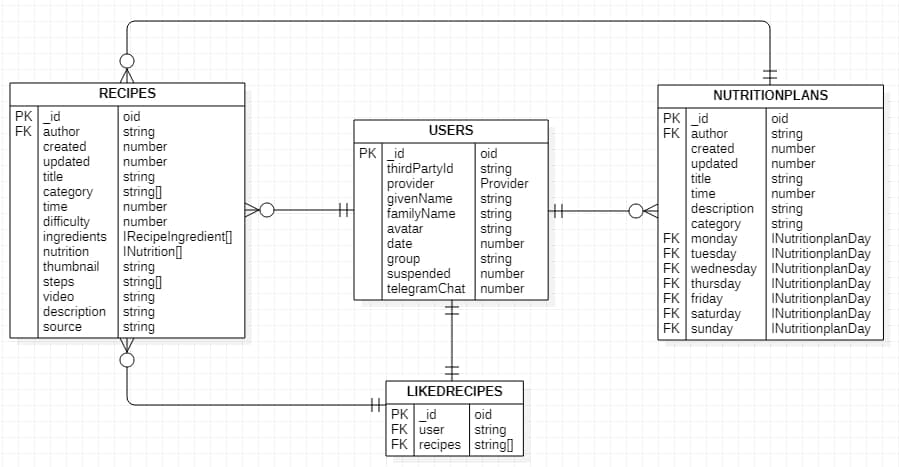 RECIPES
PK _id oid
FK author string
created number
updated number
title string
category string[]
time number
difficulty number
ingredients IRecipeIngredient[]
nutrition INutrition[]
thumbnail string
steps string[]
video string
description string
source string
USERS
PK _id oid
thirdPartyId string
provider Provider
givenName string
familyName string
avatar string
date number
group string
suspended number
telegramChat number
NUTRITIONPLANS
PK _id oid
FK author string
created number
updated number
title string
time number
description string
category string
FK monday INutritionplanDay
FK tuesday INutritionplanDay
FK wednesday INutritionplanDay
FK thursday INutritionplanDay
FK friday INutritionplanDay
FK saturday INutritionplanDay
FK sunday INutritionplanDay
LIKEDRECIPES
PK _id oid
FK user string
FK recipes string[]